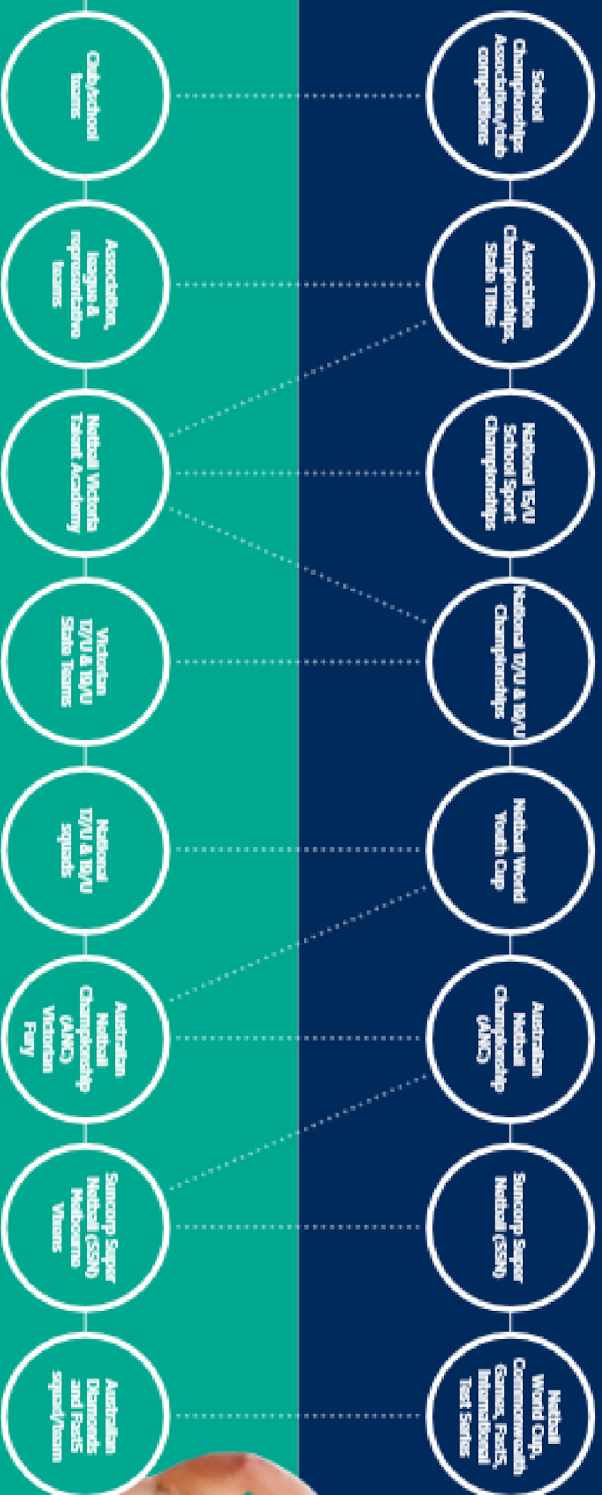 School
Championships
Association/club
competitions
Association
Championships,
State Titles
National 15/U
School Sport
Championships
National 17/U & 19/U
Championships
Netball World
Youth Cup
Australian
Netball
Championship
(ANC)
Suncorp Super
Netball (SSN)
Netball
World Cup,
Commonwealth
Games, Fast5,
International
Test Series
Club/school
teams
Association,
league &
representative
teams
Netball Victoria
Talent Academy
Victorian
17/U & 19/U
State Teams
National
17/U & 19/U
squads
Australian
Netball
Championship
(ANC)
Victorian
Fury
Suncorp Super
Netball (SSN)
Melbourne
Vixens
Australian
Diamonds
and Fast5
squad/team